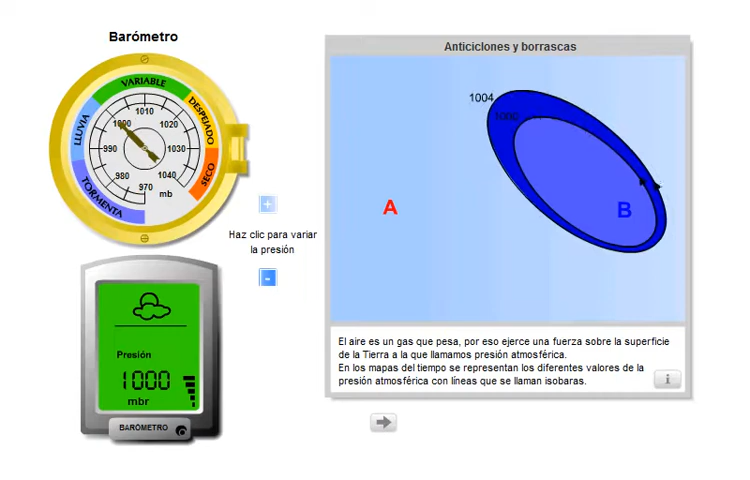 Barómetro
Anticiclones y borrascas
VARIABLE
LLUVIA
DESPEJADO
SECO
TORMENTA
1010
1000
1020
990
1030
980
1040
970
mb
1004
1000
A
B
+
Haz clic para variar
la presión
-
Presión
1000
mbr
BARÓMETRO
El aire es un gas que pesa, por eso ejerce una fuerza sobre la superficie
de la Tierra a la que llamamos presión atmosférica.
En los mapas del tiempo se representan los diferentes valores de la
presión atmosférica con líneas que se llaman isobaras.
i